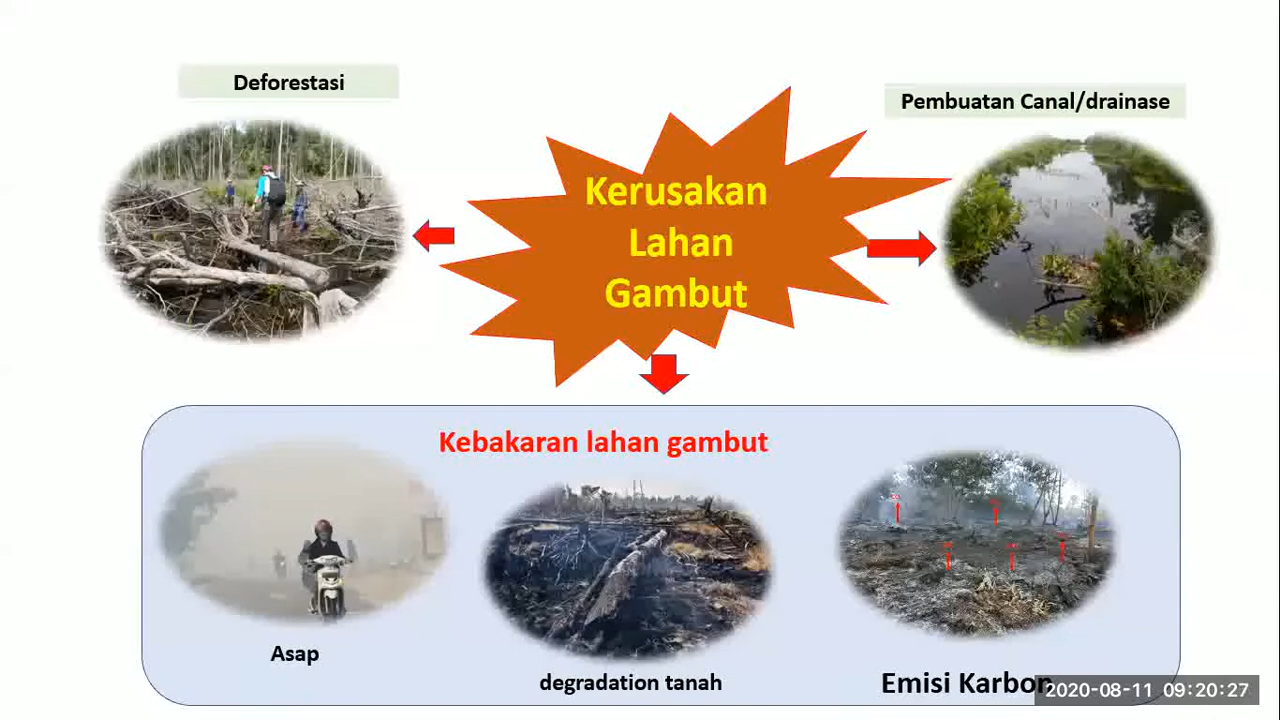 Deforestasi
Pembuatan Canal/drainase
Kerusakan
Lahan
Gambut
Kebakaran lahan gambut
Asap
degradation tanah
Emisi Karbon
2020-08-11 09:20:27